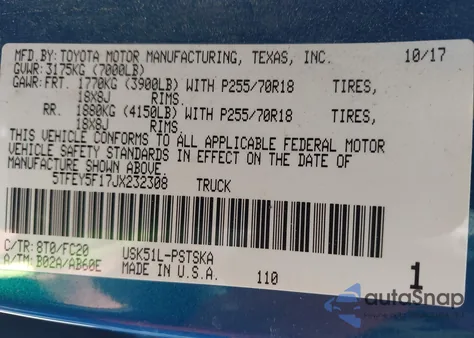 MFD. BY: TOYOTA MOTOR MANUFACTURING, TEXAS, INC. 10/17
GVWR: 3175KG (7000LB)
GAWR: FRT. 1770KG (3900LB) WITH P255/70R18 TIRES,
18X8J RIMS.
RR. 1880KG (4150LB) WITH P255/70R18 TIRES,
18X8J RIMS.
THIS VEHICLE CONFORMS TO ALL APPLICABLE FEDERAL MOTOR
VEHICLE SAFETY STANDARDS IN EFFECT ON THE DATE OF
MANUFACTURE SHOWN ABOVE.
5TFEY5F17JX232308 TRUCK
C/TR: 8T0/FC20 USK51L-PSTSKA
A/TM: B02A/AB60E MADE IN U.S.A. 110 1
autoSnap